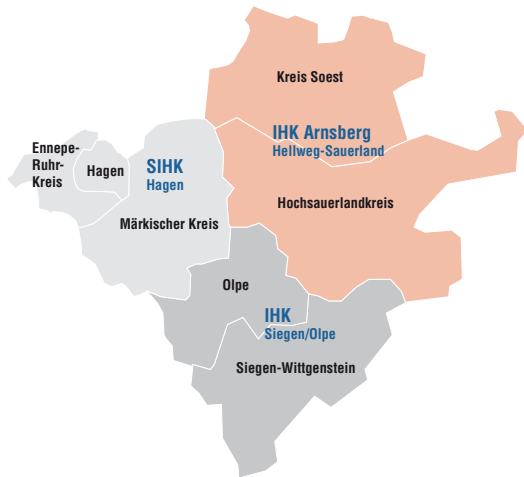 Kreis Soest
IHK Arnsberg
Hellweg-Sauerland
Ennepe-
Ruhr-
Kreis
Hagen
SIHK
Hagen
Hochsauerlandkreis
Märkischer Kreis
Olpe
IHK
Siegen/Olpe
Siegen-Wittgenstein